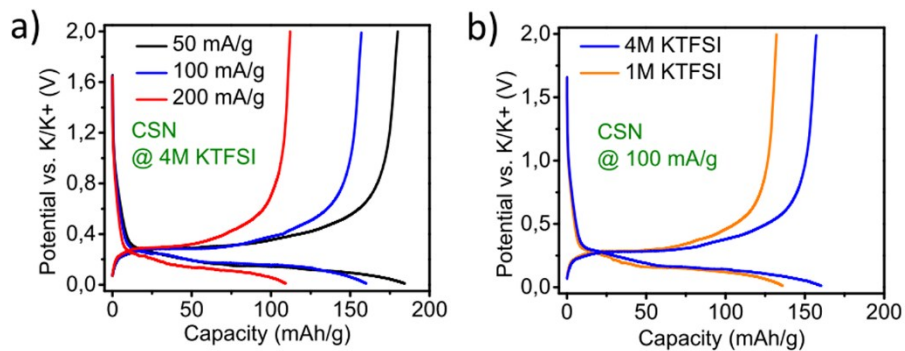 a)
50 mA/g
100 mA/g
200 mA/g
CSN
@ 4M KTFSI
Potential vs. K/K+ (V)
2,0
1,6
1,2
0,8
0,4
0,0
0 50 100 150 200
Capacity (mAh/g)
b)
4M KTFSI
1M KTFSI
CSN
@ 100 mA/g
Potential vs. K/K+ (V)
2,0
1,5
1,0
0,5
0,0
0 50 100 150 200
Capacity (mAh/g)